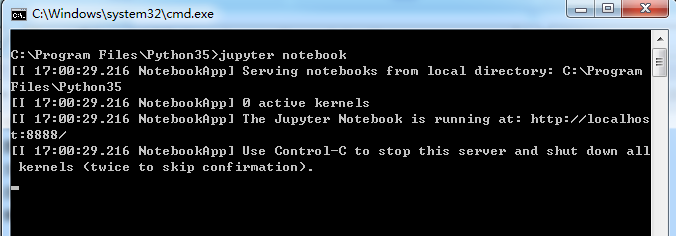 C:\Windows\system32\cmd.exe
C:\Program Files\Python35>jupyter notebook
[I 17:00:29.216 NotebookApp] Serving notebooks from local directory: C:\Program
Files\Python35
[I 17:00:29.216 NotebookApp] 0 active kernels
[I 17:00:29.216 NotebookApp] The Jupyter Notebook is running at: http://localhos
t:8888/
[I 17:00:29.216 NotebookApp] Use Control-C to stop this server and shut down all
 kernels (twice to skip confirmation).